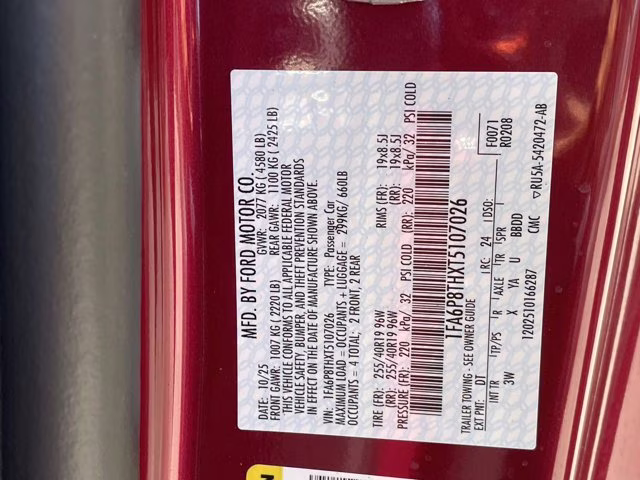 MFD. BY FORD MOTOR CO.
DATE: 10/25 GVWR: 2077 KG ( 4580 LB)
FRONT GAWR: 1007 KG ( 2220 LB) REAR GAWR: 1100 KG ( 2425 LB)
THIS VEHICLE CONFORMS TO ALL APPLICABLE FEDERAL MOTOR
VEHICLE SAFETY, BUMPER, AND THEFT PREVENTION STANDARDS
IN EFFECT ON THE DATE OF MANUFACTURE SHOWN ABOVE.
VIN: 1FA6P8THXT5107026 TYPE: Passenger Car
MAXIMUM LOAD = OCCUPANTS + LUGGAGE = 299KG/ 660LB
OCCUPANTS = 4 TOTAL; 2 FRONT, 2 REAR
TIRE (FR): 255/40R19 96W RIMS (FR): 19x8.5J
(RR): 255/40R19 96W (RR): 19x8.5J
PRESSURE (FR): 220 kPa/ 32 PSI COLD (RR): 220 kPa/ 32 PSI COLD
1FA6P8THXT5107026
TRAILER TOWING - SEE OWNER GUIDE F0071
EXT PNT: DT RC: 24 DSO: R0208
INT TR TP/PS R AXLE TR SPR
3W X YA U BBDD
1202510166287 CMC ▽RU5A-5420472-AB